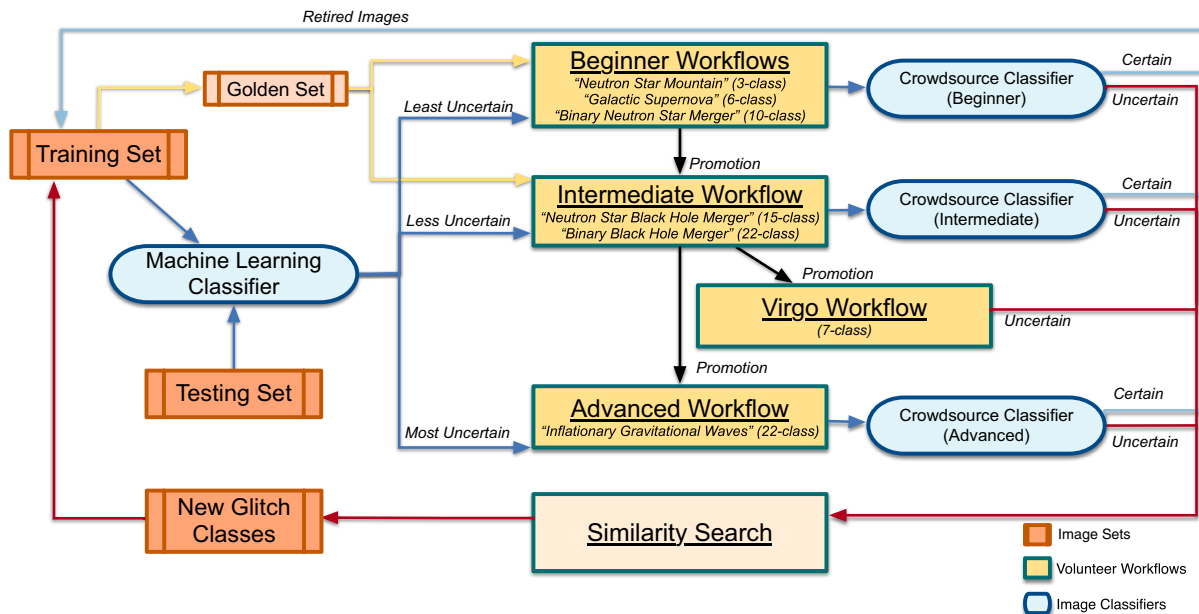 Retired Images
Beginner Workflows
“Neutron Star Mountain” (3-class)
“Galactic Supernova” (6-class)
“Binary Neutron Star Merger” (10-class)
Crowdsource Classifier
(Beginner)
Certain
Uncertain
Golden Set
Least Uncertain
Training Set
Promotion
Intermediate Workflow
“Neutron Star Black Hole Merger” (15-class)
“Binary Black Hole Merger” (22-class)
Crowdsource Classifier
(Intermediate)
Certain
Uncertain
Less Uncertain
Machine Learning
Classifier
Promotion
Virgo Workflow
(7-class)
Uncertain
Testing Set
Promotion
Advanced Workflow
“Inflationary Gravitational Waves” (22-class)
Crowdsource Classifier
(Advanced)
Certain
Uncertain
Most Uncertain
New Glitch
Classes
Similarity Search
Image Sets
Volunteer Workflows
Image Classifiers